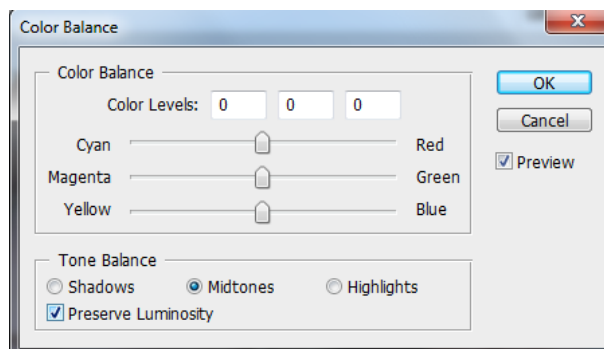 Color Balance
Color Balance
Color Levels: 0 0 0
Cyan Red
Magenta Green
Yellow Blue
Tone Balance
Shadows Midtones Highlights
Preserve Luminosity
OK
Cancel
Preview